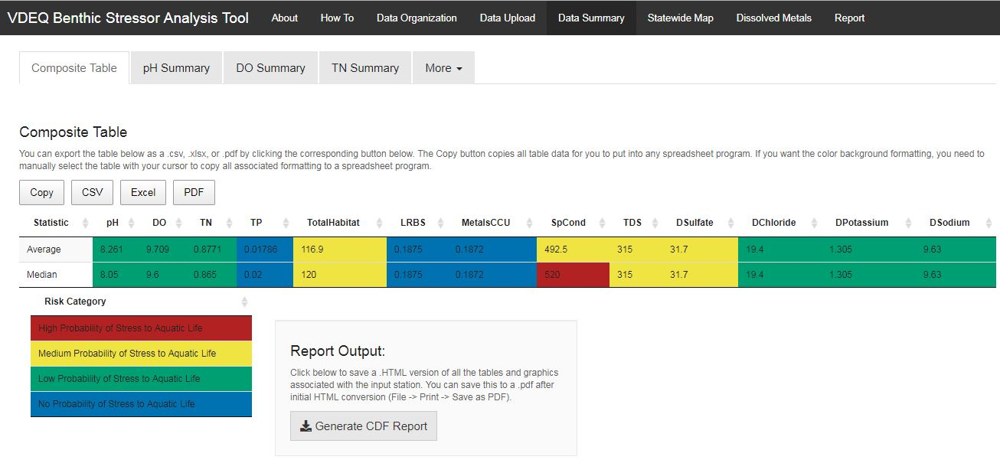 VDEQ Benthic Stressor Analysis Tool About How To Data Organization Data Upload Data Summary Statewide Map Dissolved Metals Report
Composite Table pH Summary DO Summary TN Summary More
Composite Table
You can export the table below as a .csv, .xlsx, or .pdf by clicking the corresponding button below. The Copy button copies all table data for you to put into any spreadsheet program. If you want the color background formatting, you need to
manually select the table with your cursor to copy all associated formatting to a spreadsheet program.
Copy CSV Excel PDF
Statistic pH DO TN TP TotalHabitat LRBS MetalsCCU SpCond TDS DSulfate DChloride DPotassium DSodium
Average 8.261 9.709 0.8771 0.01786 116.9 0.1875 0.1872 492.5 315 31.7 19.4 1.305 9.63
Median 8.05 9.6 0.865 0.02 120 0.1875 0.1872 520 315 31.7 19.4 1.305 9.63
Risk Category
High Probability of Stress to Aquatic Life
Medium Probability of Stress to Aquatic Life
Low Probability of Stress to Aquatic Life
No Probability of Stress to Aquatic Life
Report Output:
Click below to save a .HTML version of all the tables and graphics
associated with the input station. You can save this to a .pdf after
initial HTML conversion (File -> Print -> Save as PDF).
Generate CDF Report